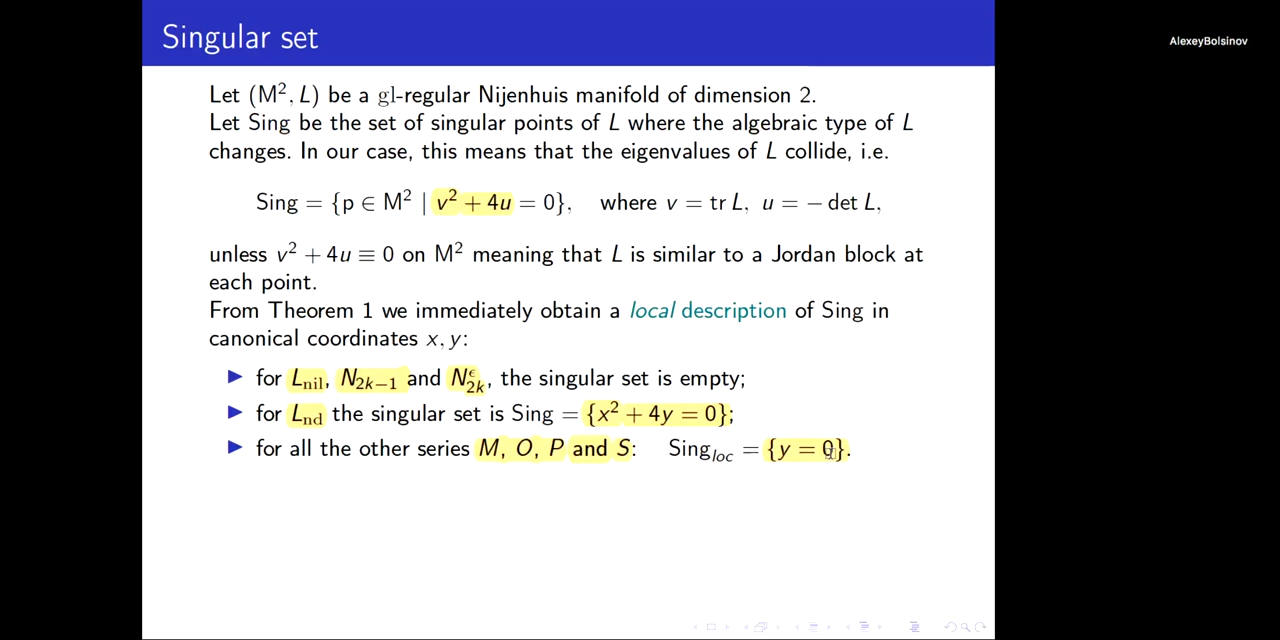 Singular set
AlexeyBolsinov
Let (M², L) be a gl-regular Nijenhuis manifold of dimension 2.
Let Sing be the set of singular points of L where the algebraic type of L
changes. In our case, this means that the eigenvalues of L collide, i.e.
Sing = {p ∈ M² | v² + 4u = 0}, where v = tr L, u = − det L,
unless v² + 4u ≡ 0 on M² meaning that L is similar to a Jordan block at
each point.
From Theorem 1 we immediately obtain a local description of Sing in
canonical coordinates x, y:
▶ for L_nil, N_{2k−1} and N^ϵ_{2k}, the singular set is empty;
▶ for L_nd the singular set is Sing = {x² + 4y = 0};
▶ for all the other series M, O, P and S: Sing_loc = {y = 0}.